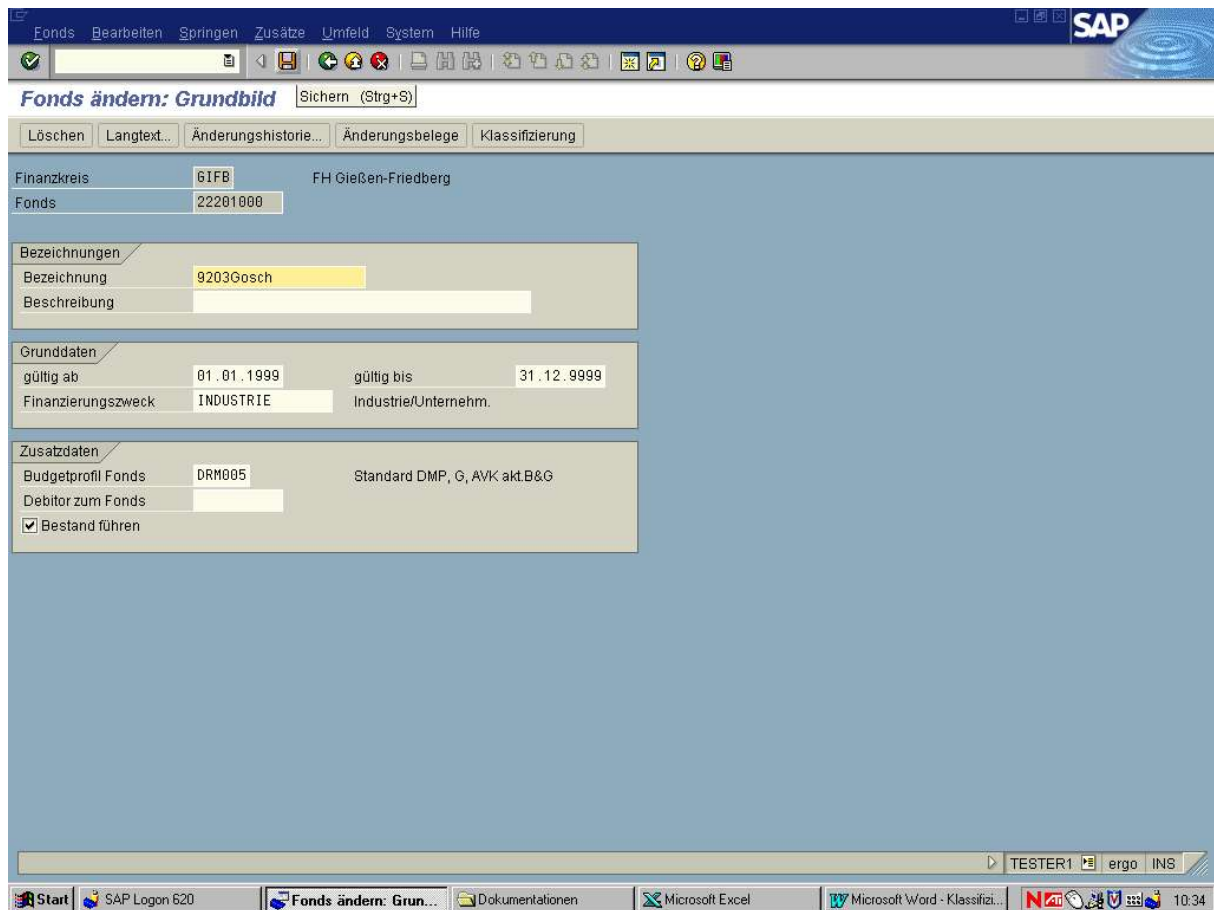 Fonds Bearbeiten Springen Zusätze Umfeld System Hilfe
SAP
Fonds ändern: Grundbild Sichern (Strg+S)
Löschen Langtext... Änderungshistorie... Änderungsbelege Klassifizierung
Finanzkreis GIFB FH Gießen-Friedberg
Fonds 22201000
Bezeichnungen
Bezeichnung 9203Gosch
Beschreibung
Grunddaten
gültig ab 01.01.1999 gültig bis 31.12.9999
Finanzierungszweck INDUSTRIE Industrie/Unternehm.
Zusatzdaten
Budgetprofil Fonds DRM005 Standard DMP, G, AVK akt.B&G
Debitor zum Fonds
Bestand führen
TESTER1 ergo INS
Start SAP Logon 620 Fonds ändern: Grun... Dokumentationen Microsoft Excel Microsoft Word - Klassifizi... 10:34